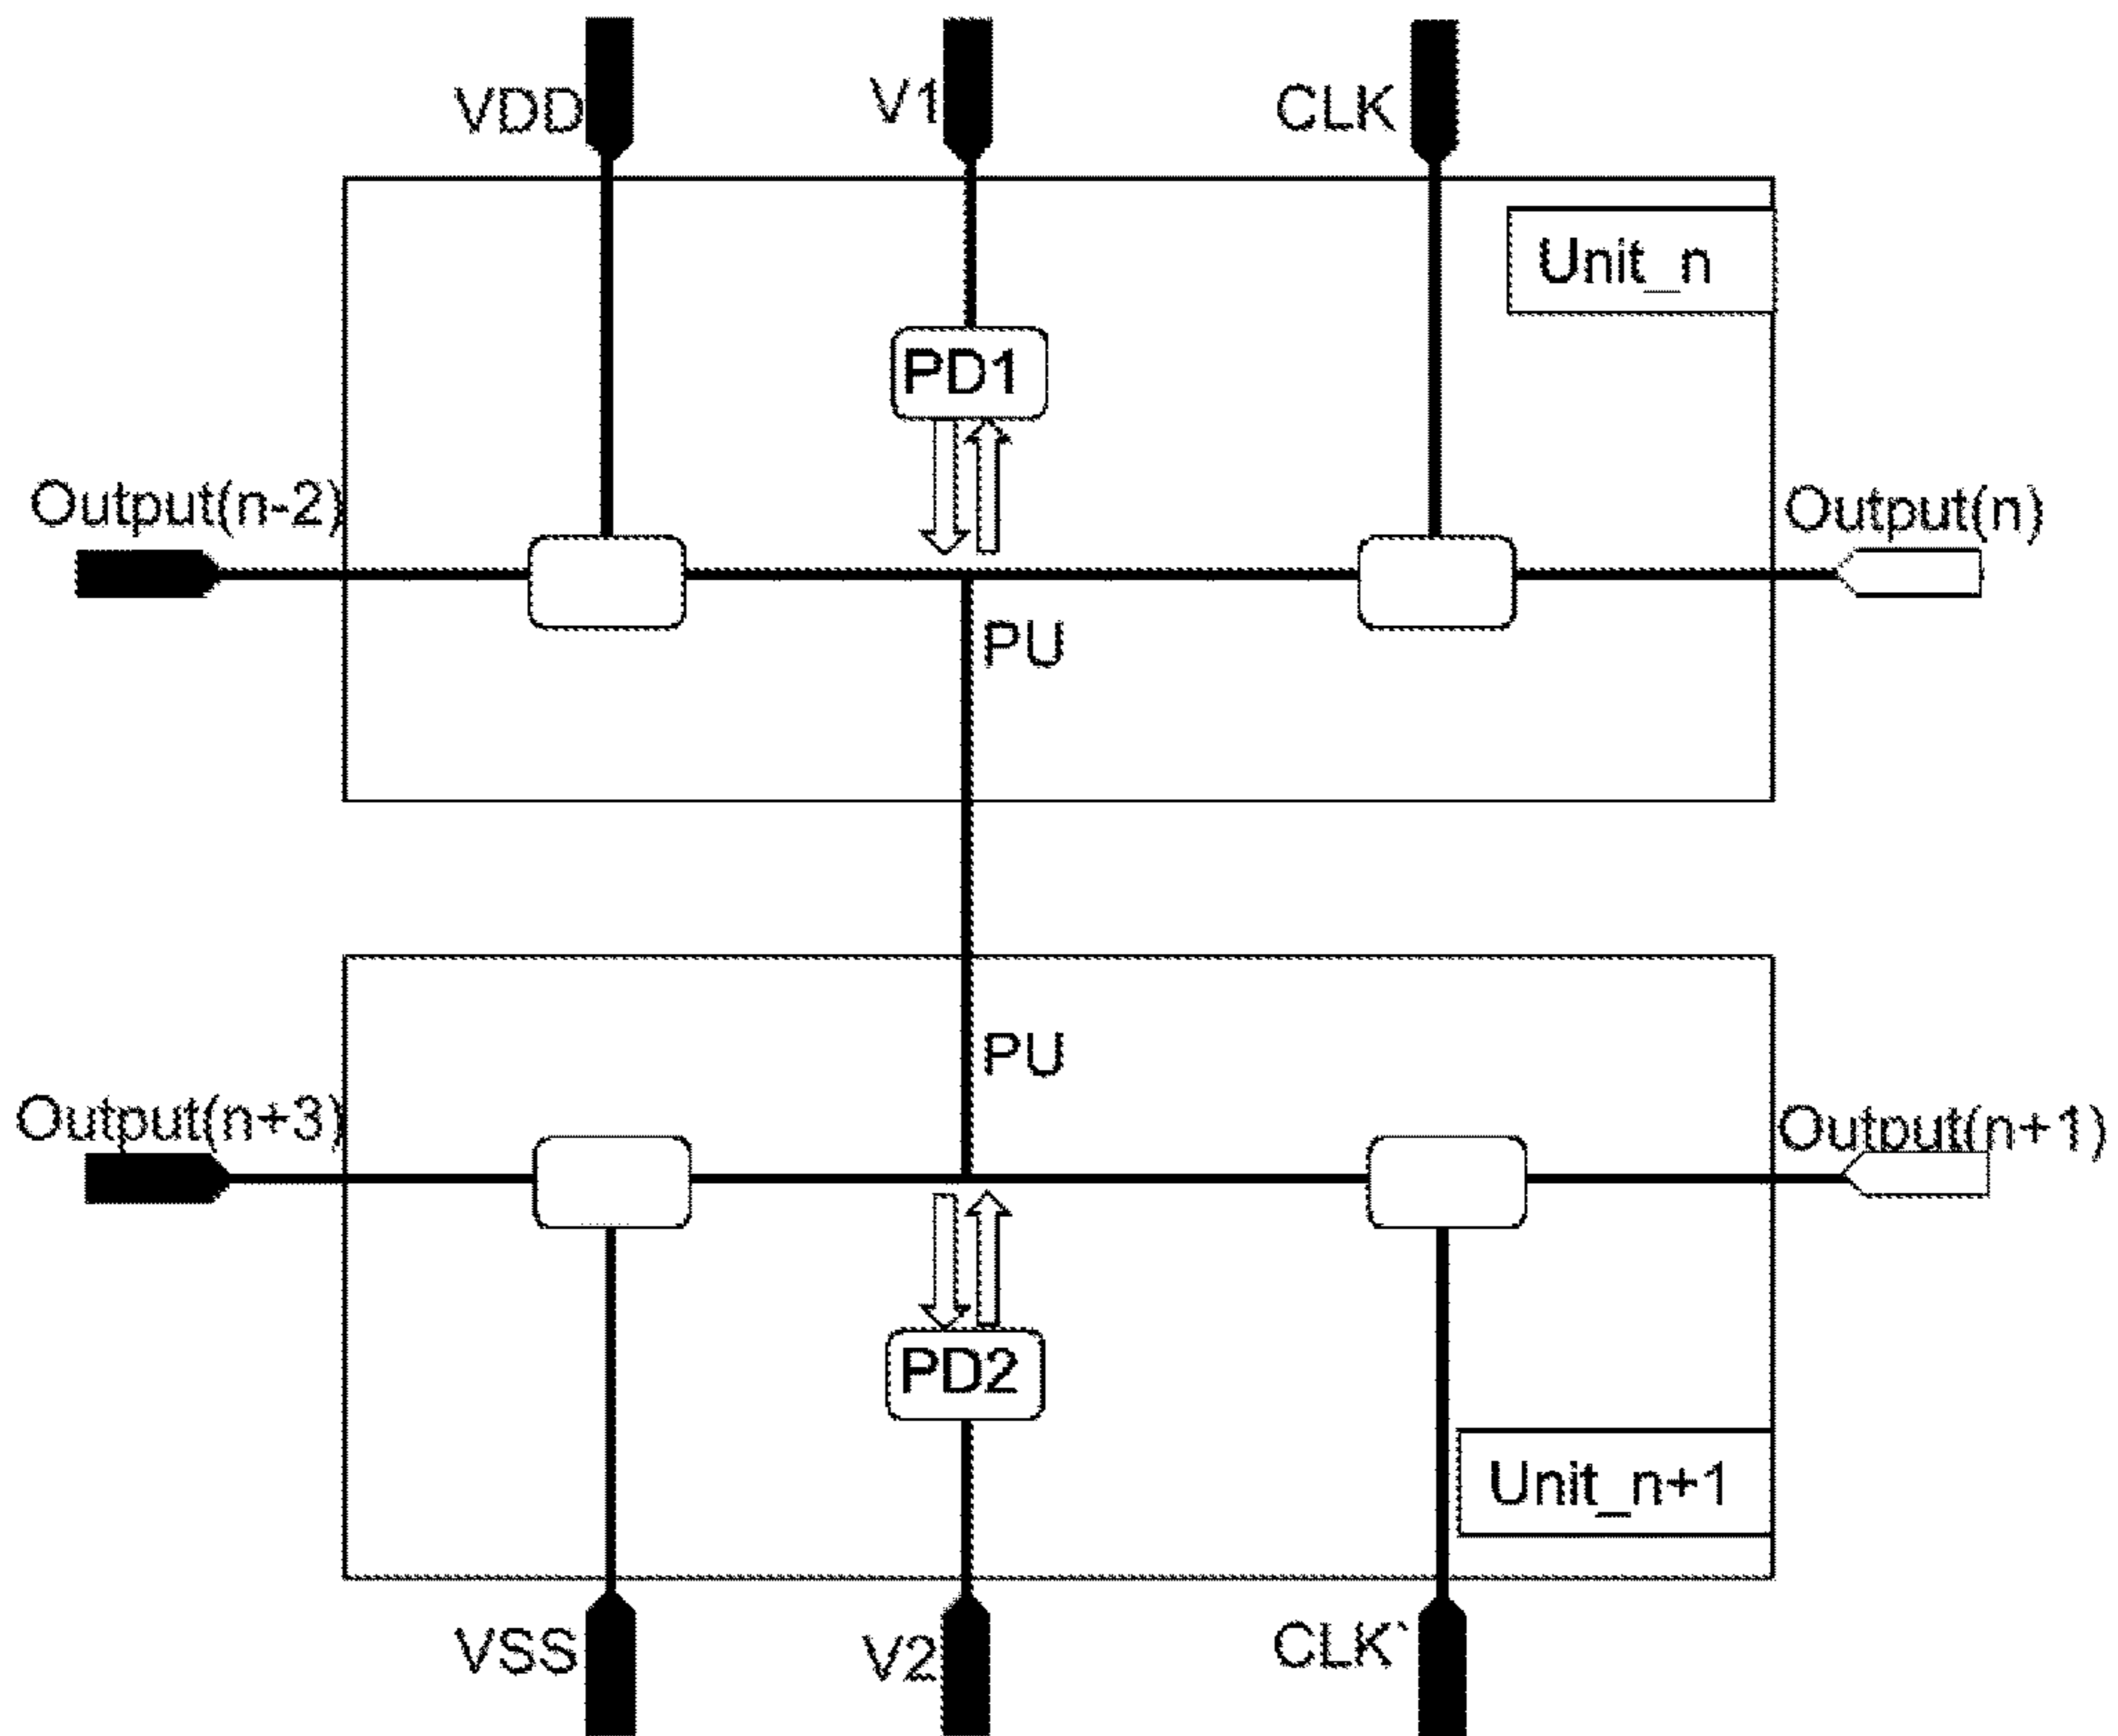 VDD
V1
CLK
Unit_n
PD1
Output(n-2)
Output(n)
PU
PU
Output(n+3)
Output(n+1)
PD2
Unit_n+1
VSS
V2
CLK`